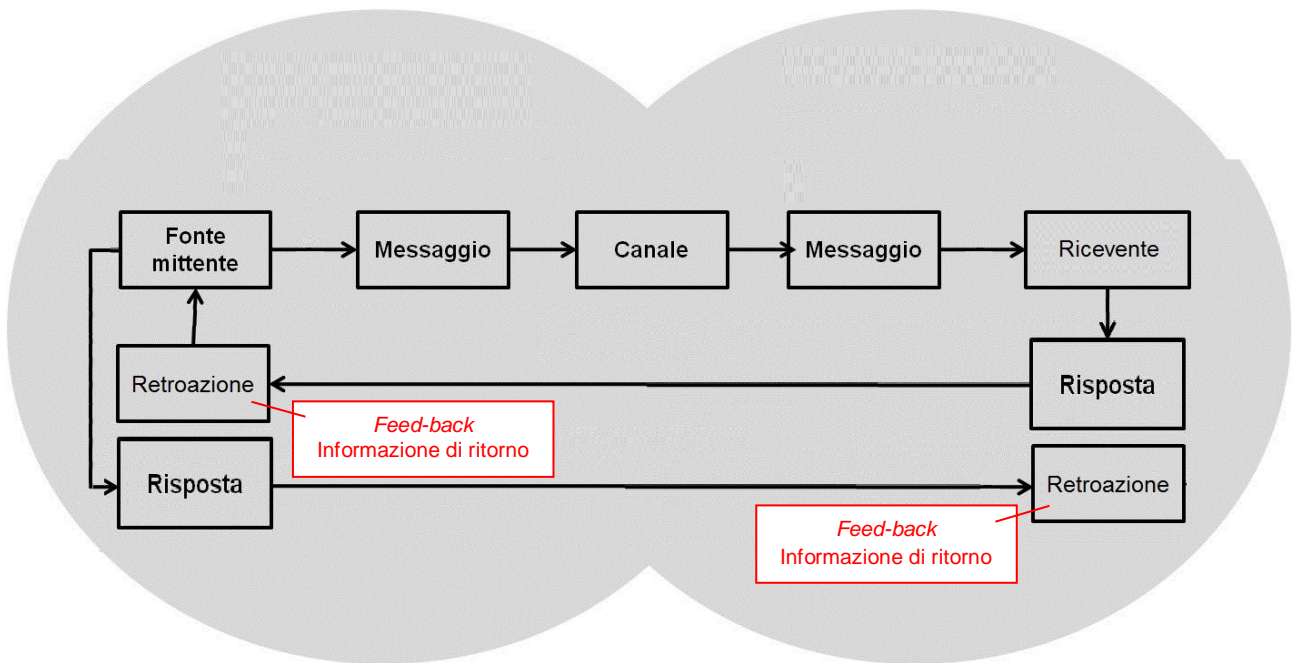 Fonte
mittente
Messaggio
Canale
Messaggio
Ricevente
Retroazione
Risposta
Feed-back
Informazione di ritorno
Risposta
Retroazione
Feed-back
Informazione di ritorno